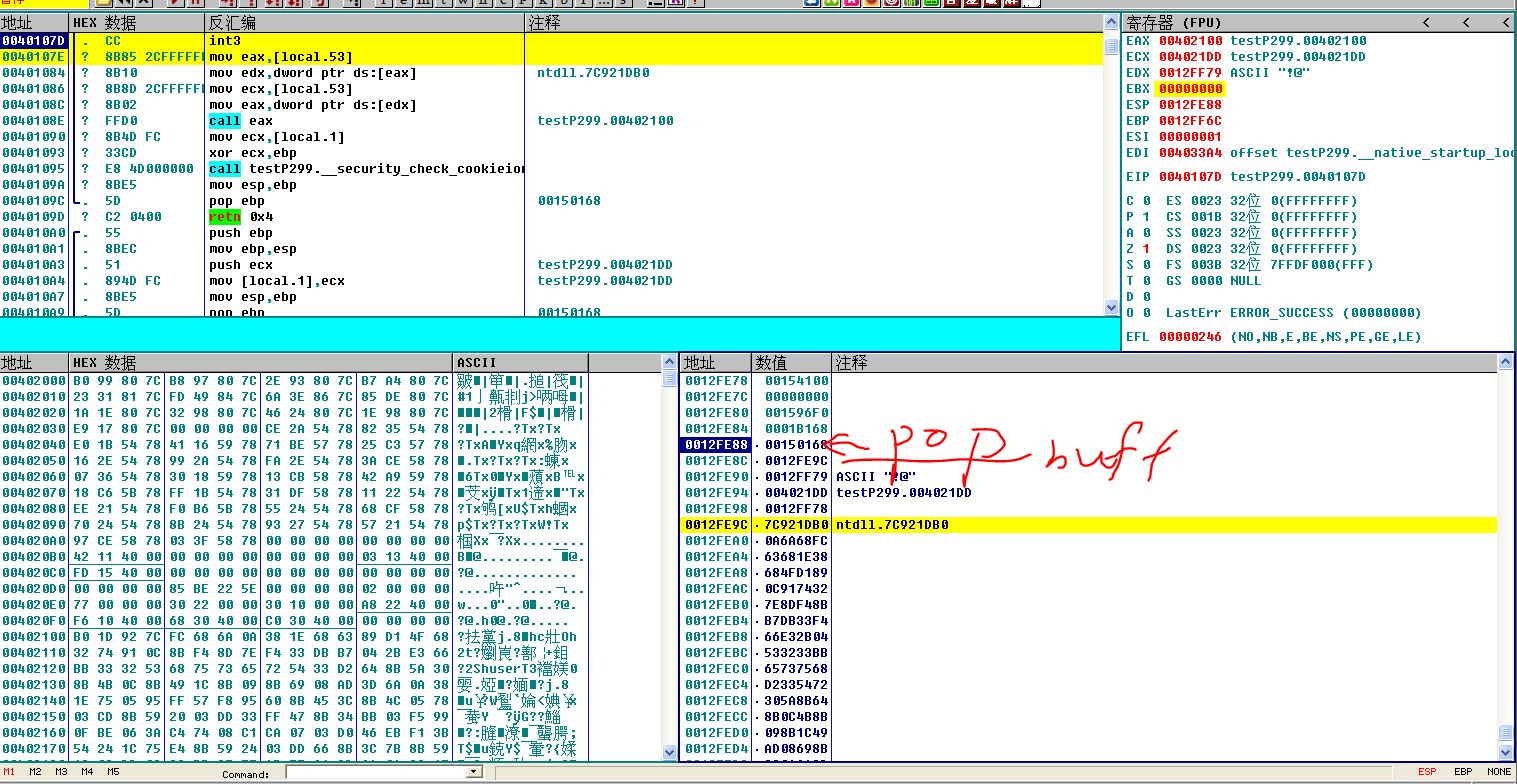 地址 HEX 数据 反汇编 注释
0040107D . CC int3
0040107E ? 8B85 2CFFFFF mov eax,[local.53]
00401084 ? 8B10 mov edx,dword ptr ds:[eax] ntdll.7C921DB0
00401086 ? 8B8D 2CFFFFF mov ecx,[local.53]
0040108C ? 8B02 mov eax,dword ptr ds:[edx]
0040108E ? FFD0 call eax testP299.00402100
00401090 ? 8B4D FC mov ecx,[local.1]
00401093 ? 33CD xor ecx,ebp
00401095 ? E8 4D000000 call testP299.__security_check_cookieion
0040109A ? 8BE5 mov esp,ebp
0040109C . 5D pop ebp 00150168
0040109D ? C2 0400 retn 0x4
004010A0 . 55 push ebp
004010A1 . 8BEC mov ebp,esp
004010A3 . 51 push ecx testP299.004021DD
004010A4 . 894D FC mov [local.1],ecx testP299.004021DD
004010A7 . 8BE5 mov esp,ebp
004010A9 . 5D pop ebp 00150168
寄存器 (FPU) < < <
EAX 00402100 testP299.00402100
ECX 004021DD testP299.004021DD
EDX 0012FF79 ASCII "!@"
EBX 00000000
ESP 0012FE88
EBP 0012FF6C
ESI 00000001
EDI 004033A4 offset testP299.__native_startup_loc
EIP 0040107D testP299.0040107D
C 0 ES 0023 32位 0(FFFFFFFF)
P 1 CS 001B 32位 0(FFFFFFFF)
A 0 SS 0023 32位 0(FFFFFFFF)
Z 1 DS 0023 32位 0(FFFFFFFF)
S 0 FS 003B 32位 7FFDF000(FFF)
T 0 GS 0000 NULL
D 0
O 0 LastErr ERROR_SUCCESS (00000000)
EFL 00000246 (NO,NB,E,BE,NS,PE,GE,LE)
地址 HEX 数据 ASCII
00402000 B0 99 80 7C B8 97 80 7C 2E 93 80 7C B7 A4 80 7C
00402010 23 31 81 7C FD 49 84 7C 6A 3E 86 7C 85 DE 80 7C
00402020 1A 1E 80 7C 32 98 80 7C 46 24 80 7C 1E 98 80 7C
00402030 E9 17 80 7C 00 00 00 00 CE 2A 54 78 82 35 54 78
00402040 E0 1B 54 78 41 16 59 78 71 BE 57 78 25 C3 57 78
00402050 16 2E 54 78 99 2A 54 78 FA 2E 54 78 3A CE 58 78
00402060 07 36 54 78 30 18 59 78 13 CB 58 78 42 A9 59 78
00402070 18 C6 5B 78 FF 1B 54 78 31 DF 58 78 11 22 54 78
00402080 EE 21 54 78 F0 B6 5B 78 55 24 54 78 68 CF 58 78
00402090 70 24 54 78 8B 24 54 78 93 27 54 78 57 21 54 78
004020A0 97 CE 58 78 03 3F 58 78 00 00 00 00 00 00 00 00
004020B0 42 11 40 00 00 00 00 00 00 00 00 00 03 13 40 00
004020C0 FD 15 40 00 00 00 00 00 00 00 00 00 00 00 00 00
004020D0 00 00 00 00 85 BE 22 5E 00 00 00 00 02 00 00 00
004020E0 77 00 00 00 30 22 00 00 30 10 00 00 A8 22 40 00
004020F0 F6 10 40 00 68 30 40 00 C0 30 40 00 00 00 00 00
00402100 B0 1D 92 7C FC 68 6A 0A 38 1E 68 63 89 D1 4F 68
00402110 32 74 91 0C 8B F4 8D 7E F4 33 DB B7 04 2B E3 66
00402120 BB 33 32 53 68 75 73 65 72 54 33 D2 64 8B 5A 30
00402130 8B 4B 0C 8B 49 1C 8B 09 8B 69 08 AD 3D 6A 0A 38
00402140 1E 75 05 95 FF 57 F8 95 60 8B 45 3C 8B 4C 05 78
00402150 03 CD 8B 59 20 03 DD 33 FF 47 8B 34 BB 03 F5 99
00402160 0F BE 06 3A C4 74 08 C1 CA 07 03 D0 46 EB F1 3B
00402170 54 24 1C 75 E4 8B 59 24 03 DD 66 8B 3C 7B 8B 59
地址 数值 注释
0012FE78 00154100
0012FE7C 00000000
0012FE80 001596F0
0012FE84 0001B168
0012FE88 . 00150168
0012FE8C . 0012FE9C
0012FE90 . 0012FF79 ASCII "!@"
0012FE94 . 004021DD testP299.004021DD
0012FE98 . 0012FF78
0012FE9C . 7C921DB0 ntdll.7C921DB0
0012FEA0 . 0A6A68FC
0012FEA4 . 63681E38
0012FEA8 . 684FD189
0012FEAC . 0C917432
0012FEB0 . 7E8DF48B
0012FEB4 . B7DB33F4
0012FEB8 . 66E32B04
0012FEBC . 533233BB
0012FEC0 . 65737568
0012FEC4 . D2335472
0012FEC8 . 305A8B64
0012FECC . 8B0C4B8B
0012FED0 . 098B1C49
0012FED4 . AD08698B
pop buff
M1 M2 M3 M4 M5 Command: ESP EBP NONE